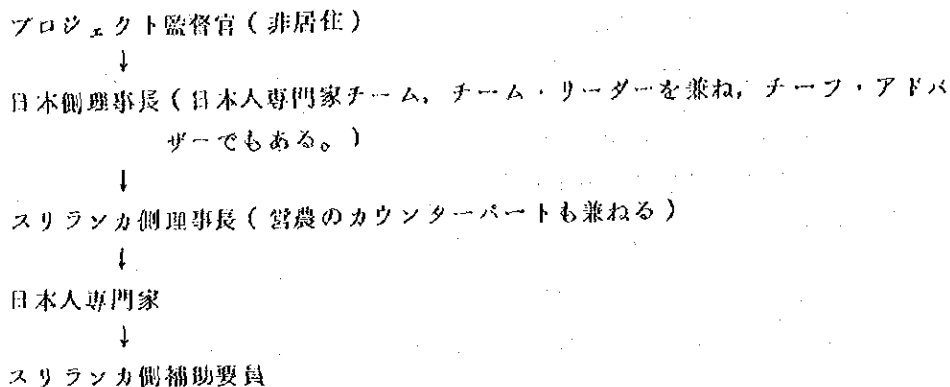 プロジェクト監督官(非居住)
↓
日本側理事長(日本人専門家チーム,チーム・リーダーを兼ね,チーフ・アドバ
ザーでもある。)
↓
スリランカ側理事長(営農のカウンターパートも兼ねる)
↓
日本人専門家
↓
スリランカ側補助要員